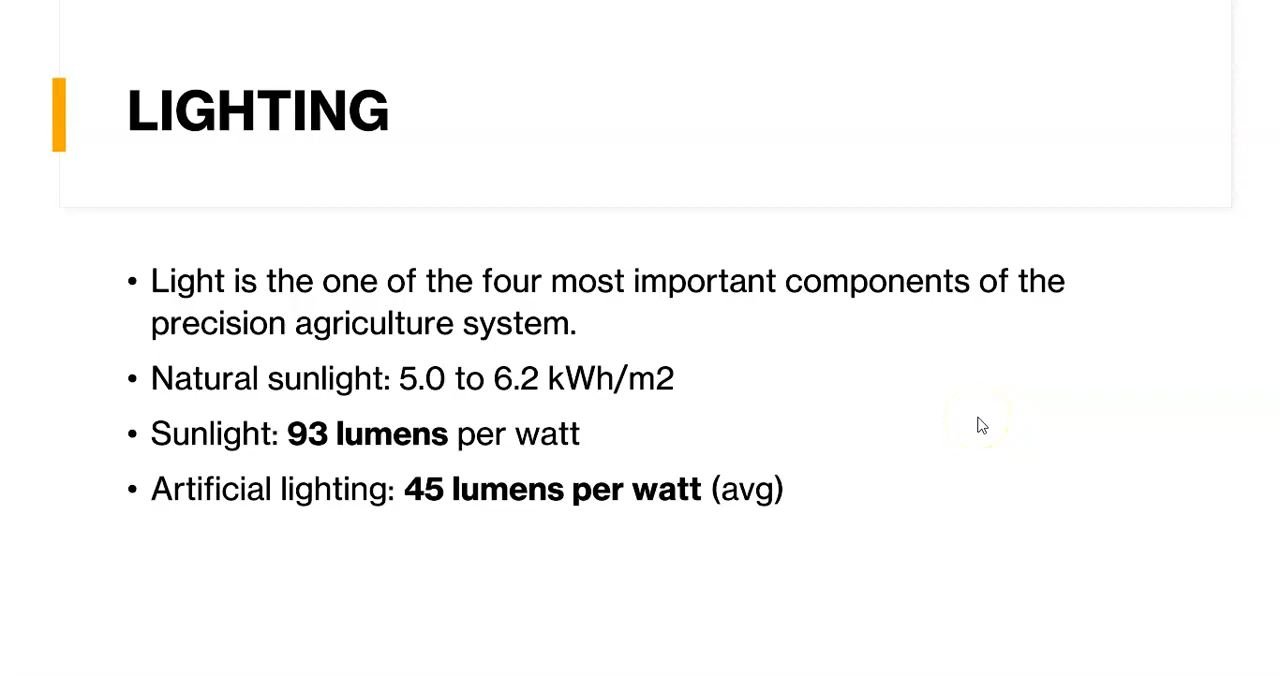 LIGHTING
• Light is the one of the four most important components of the
precision agriculture system.
• Natural sunlight: 5.0 to 6.2 kWh/m2
• Sunlight: 93 lumens per watt
• Artificial lighting: 45 lumens per watt (avg)